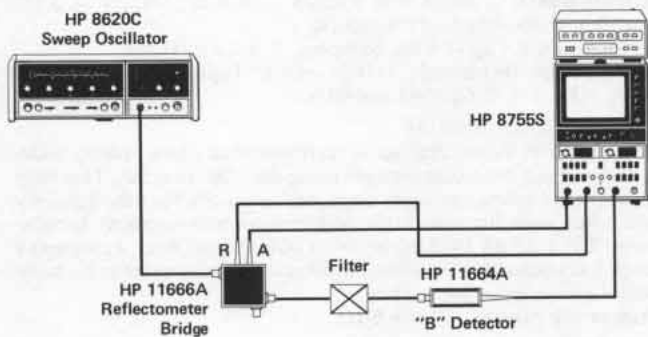 HP 8620C
Sweep Oscillator
HP 8755S
R A
HP 11666A
Reflectometer
Bridge
Filter
HP 11664A
"B" Detector